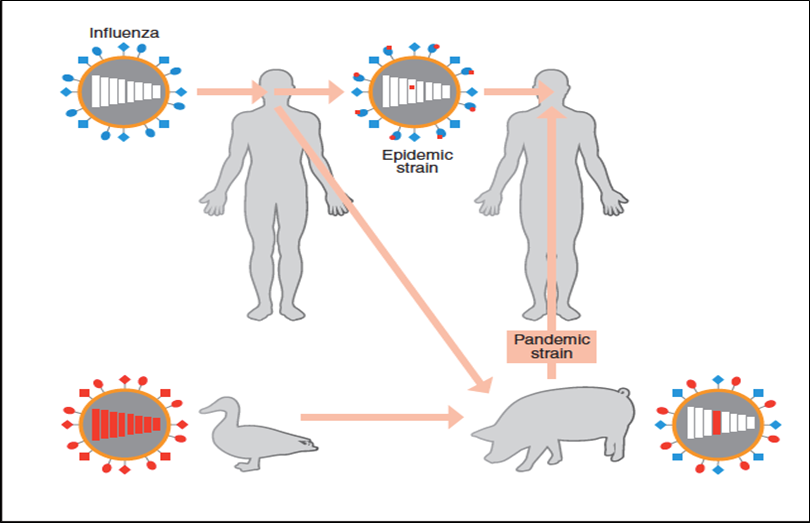 Influenza
Epidemic
strain
Pandemic
strain